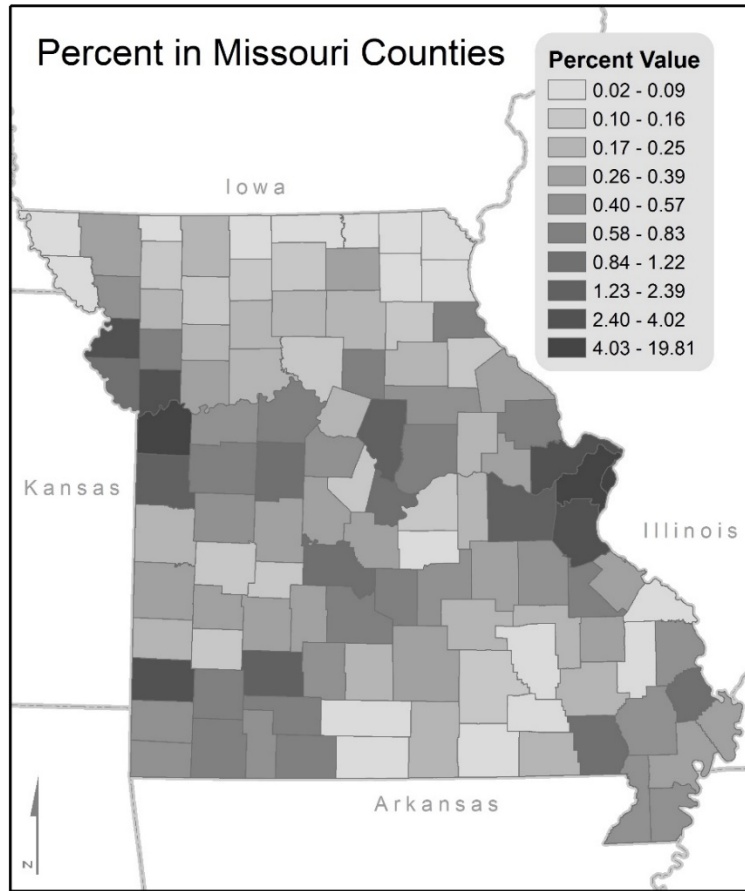 Percent in Missouri Counties
Percent Value
0.02 - 0.09
0.10 - 0.16
0.17 - 0.25
0.26 - 0.39
0.40 - 0.57
0.58 - 0.83
0.84 - 1.22
1.23 - 2.39
2.40 - 4.02
4.03 - 19.81
Iowa
Kansas
Illinois
Arkansas
N